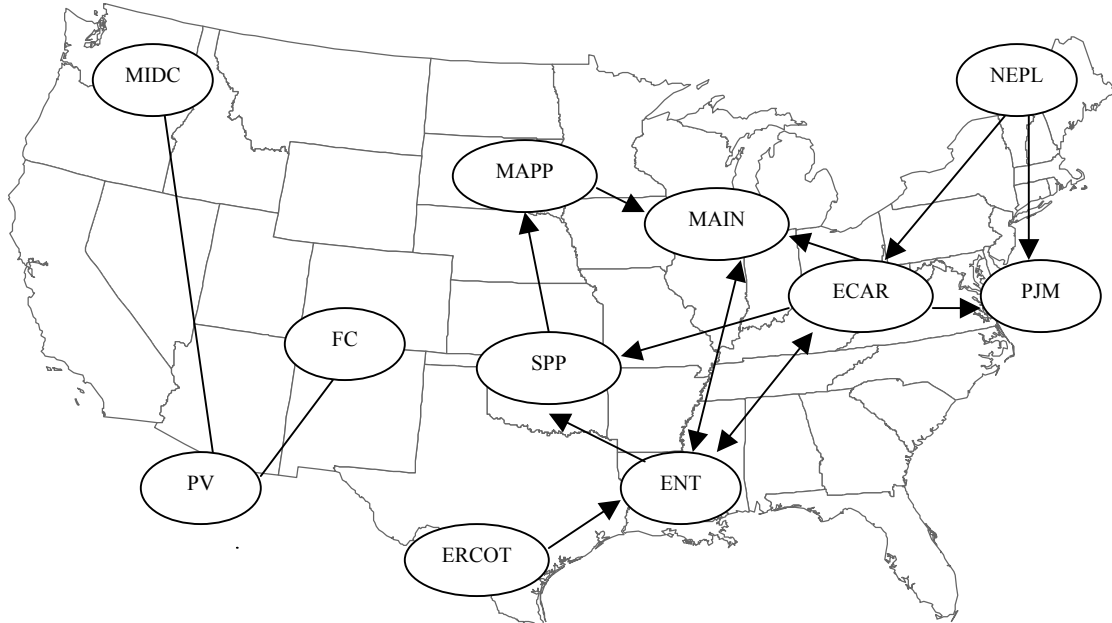 MIDC
NEPL
MAPP
MAIN
ECAR
PJM
FC
SPP
PV
ENT
ERCOT